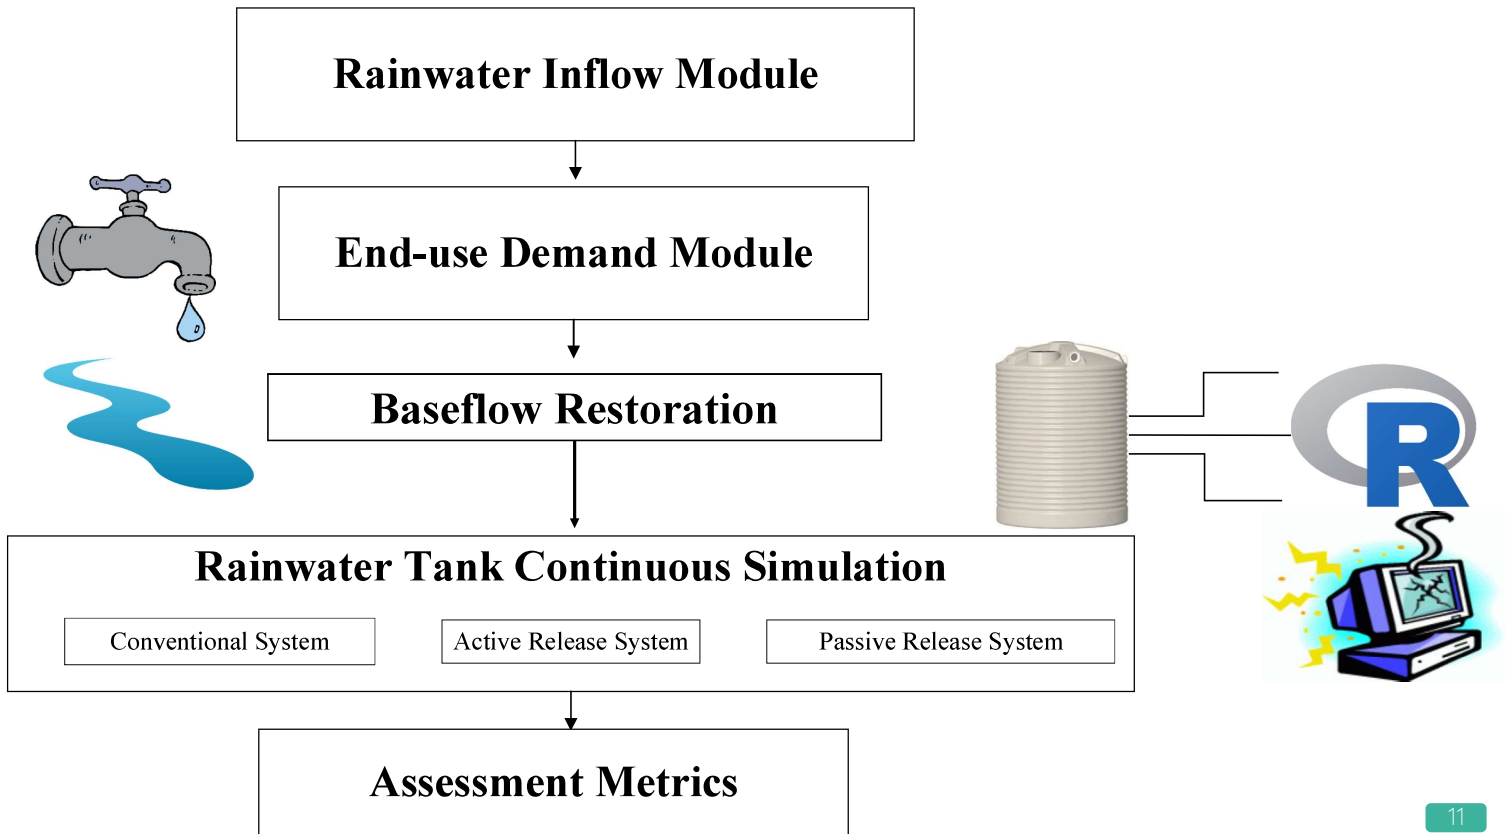 Rainwater Inflow Module
End-use Demand Module
Baseflow Restoration
R
Rainwater Tank Continuous Simulation
Conventional System
Active Release System
Passive Release System
Assessment Metrics
11